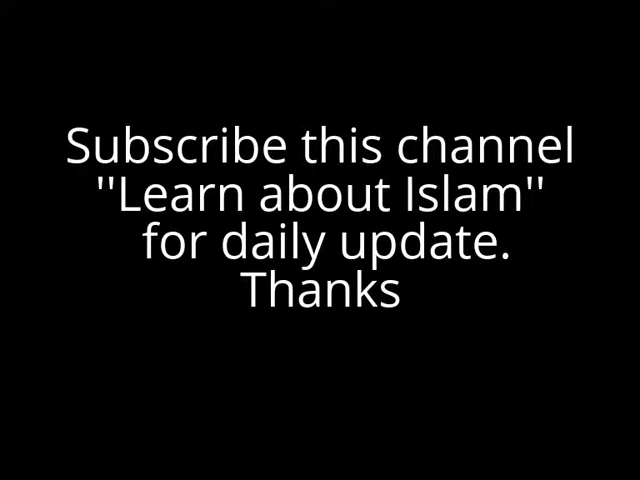 Subscribe this channel
''Learn about Islam''
for daily update.
Thanks